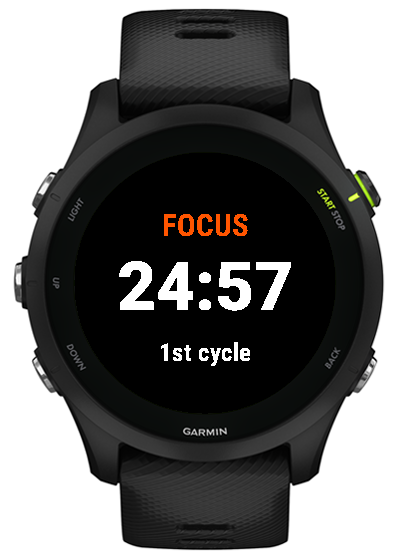 LIGHT
START STOP
FOCUS
UP
24:57
1st cycle
DOWN
BACK
GARMIN